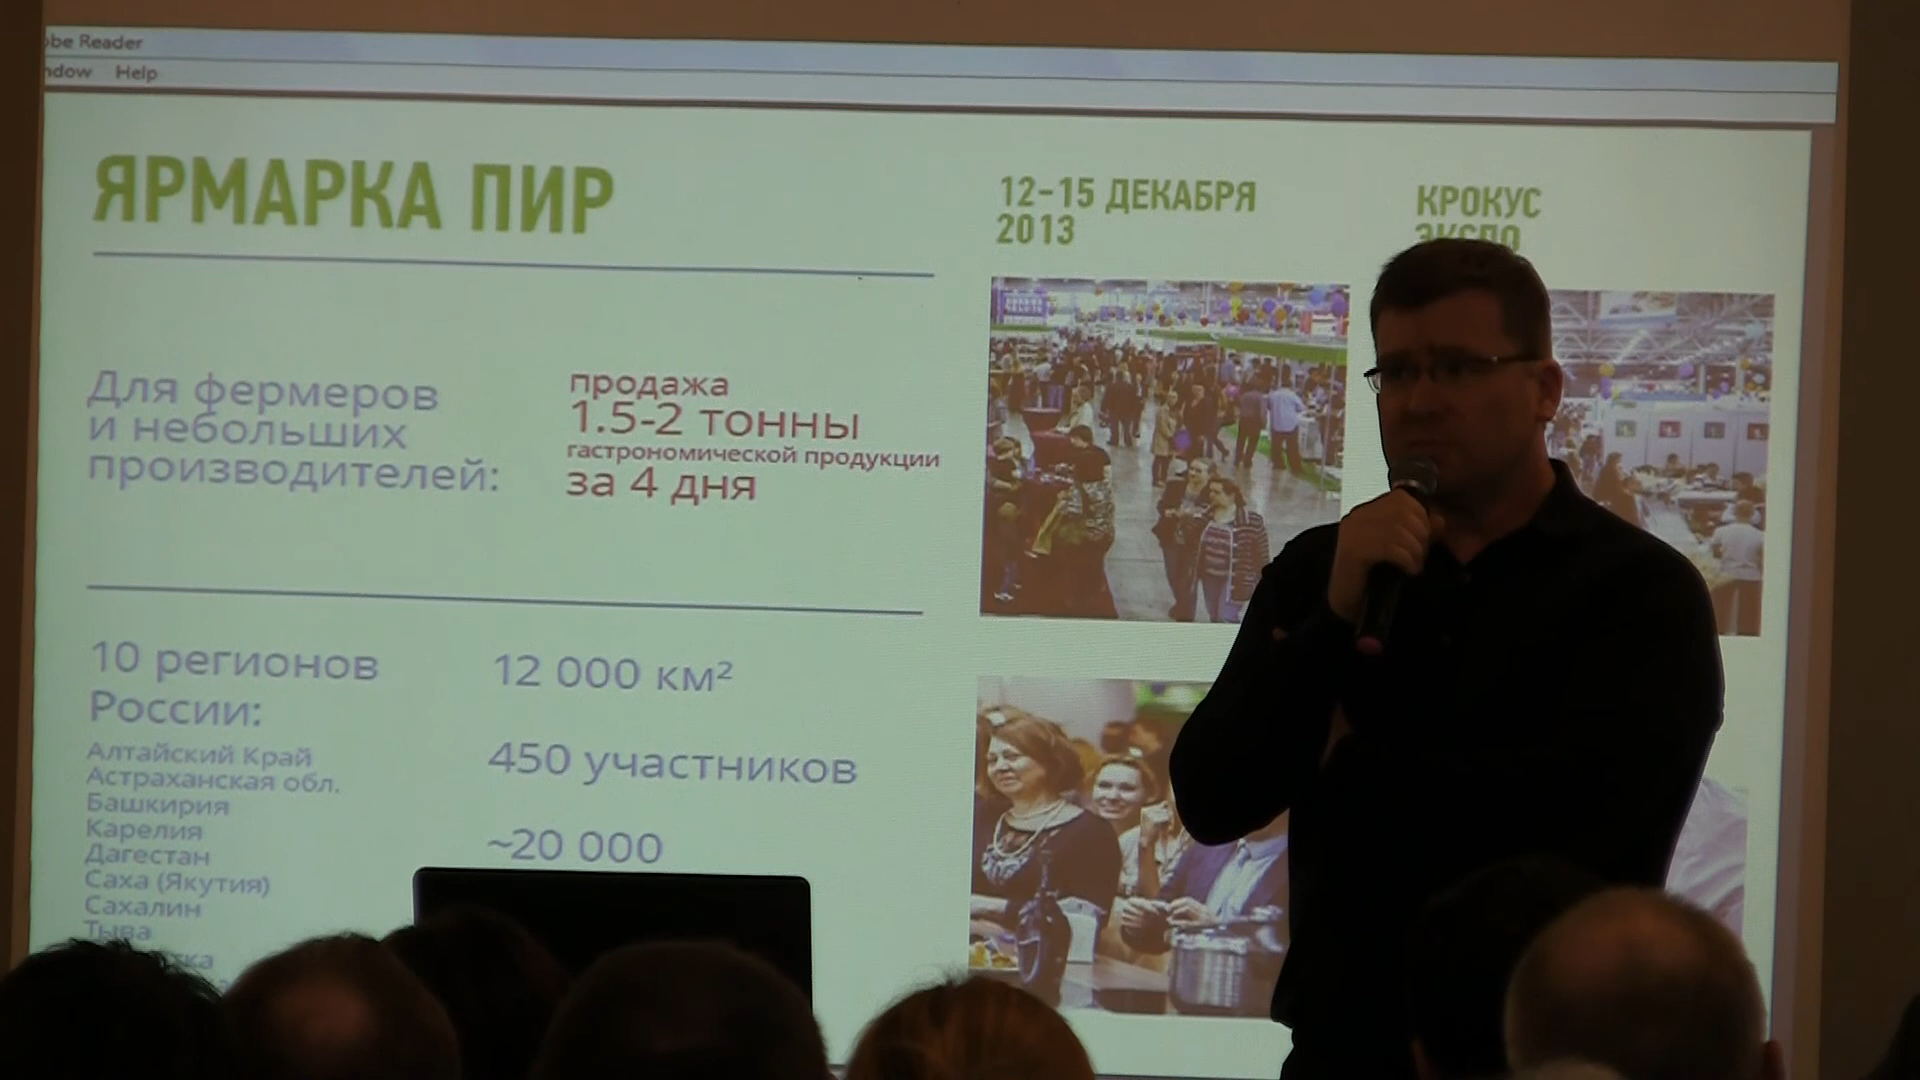 Reader
Help
ЯРМАРКА ПИР
12-15 ДЕКАБРЯ
2013
КРОКУС
ЭКСПО
Для фермеров
и небольших
производителей:
продажа
1.5-2 тонны
гастрономической продукции
за 4 дня
10 регионов
России:
Алтайский Край
Астраханская обл.
Башкирия
Карелия
Дагестан
Саха (Якутия)
Сахалин
Тыва
12 000 км²
450 участников
~20 000